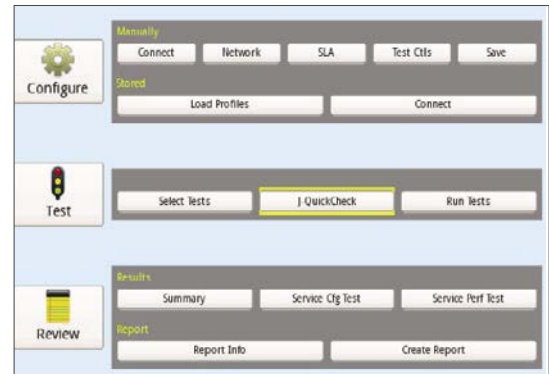 Configure
Manually
Connect Network SLA Test Ctls Save
Stored
Load Profiles Connect
Test
Select Tests J-QuickCheck Run Tests
Review
Results
Summary Service Cfg Test Service Perf Test
Report
Report Info Create Report